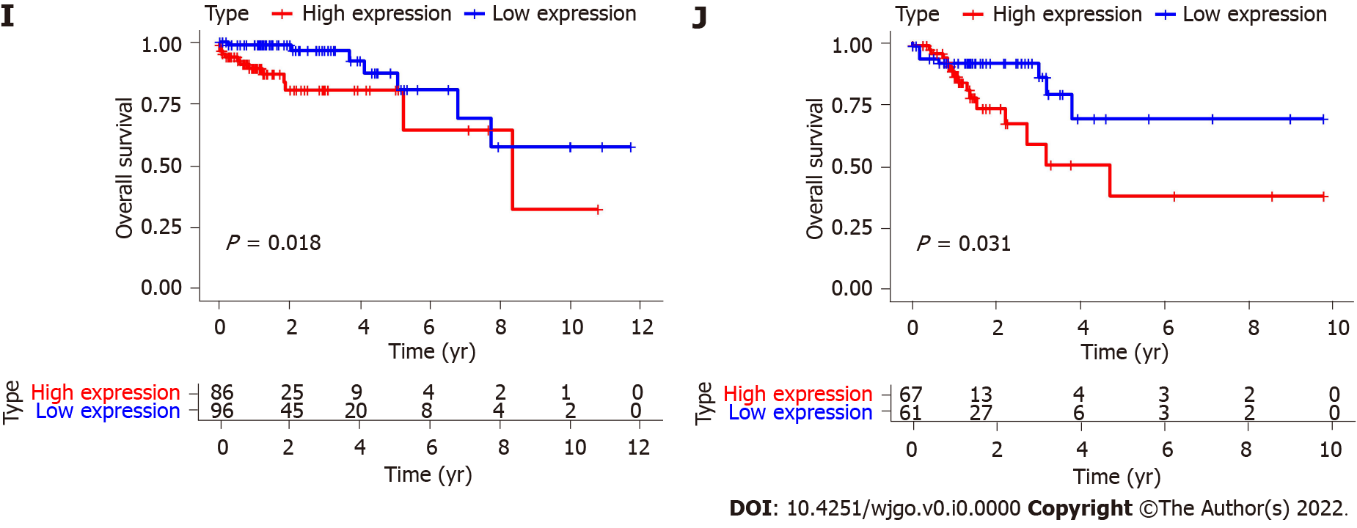 I
Type High expression Low expression
1.00
0.75
0.50
0.25
0.00
Overall survival
P = 0.018
0 2 4 6 8 10 12
Time (yr)
Type
High expression 86 25 9 4 2 1 0
Low expression 96 45 20 8 4 2 0
0 2 4 6 8 10 12
Time (yr)
J
Type High expression Low expression
1.00
0.75
0.50
0.25
0.00
Overall survival
P = 0.031
0 2 4 6 8 10
Time (yr)
Type
High expression 67 13 4 3 2 0
Low expression 61 27 6 3 2 0
0 2 4 6 8 10
Time (yr)
DOI: 10.4251/wjgo.v0.i0.0000 Copyright ©The Author(s) 2022.